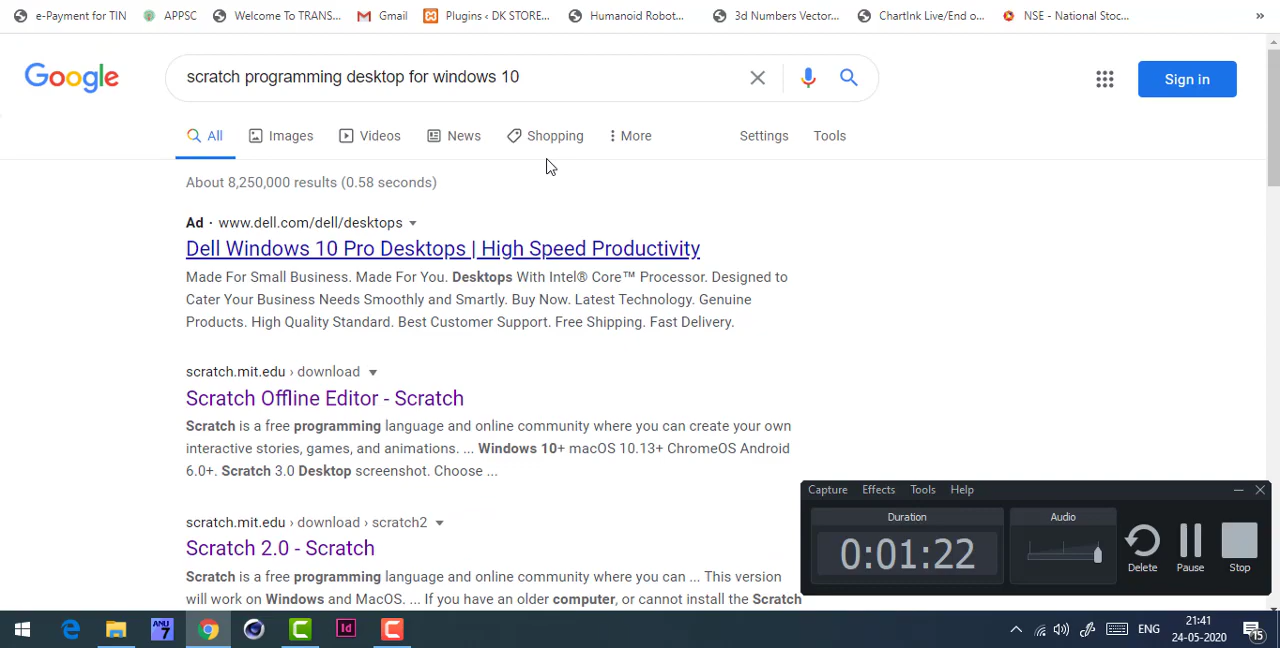 e-Payment for TIN APPSC Welcome To TRANS... Gmail Plugins ‹ DK STORE... Humanoid Robot... 3d Numbers Vector... ChartInk Live/End o... NSE - National Stoc... »
Google scratch programming desktop for windows 10 Sign in
All Images Videos News Shopping More Settings Tools
About 8,250,000 results (0.58 seconds)
Ad · www.dell.com/dell/desktops
Dell Windows 10 Pro Desktops | High Speed Productivity
Made For Small Business. Made For You. Desktops With Intel® Core™ Processor. Designed to
Cater Your Business Needs Smoothly and Smartly. Buy Now. Latest Technology. Genuine
Products. High Quality Standard. Best Customer Support. Free Shipping. Fast Delivery.
scratch.mit.edu › download
Scratch Offline Editor - Scratch
Scratch is a free programming language and online community where you can create your own
interactive stories, games, and animations. ... Windows 10+ macOS 10.13+ ChromeOS Android
6.0+. Scratch 3.0 Desktop screenshot. Choose ...
scratch.mit.edu › download › scratch2
Scratch 2.0 - Scratch
Scratch is a free programming language and online community where you can ... This version
will work on Windows and MacOS. ... If you have an older computer, or cannot install the Scratch
Capture Effects Tools Help
Duration Audio
0:01:22
Delete Pause Stop
ANU 7 Id ENG 21:41
24-05-2020 15